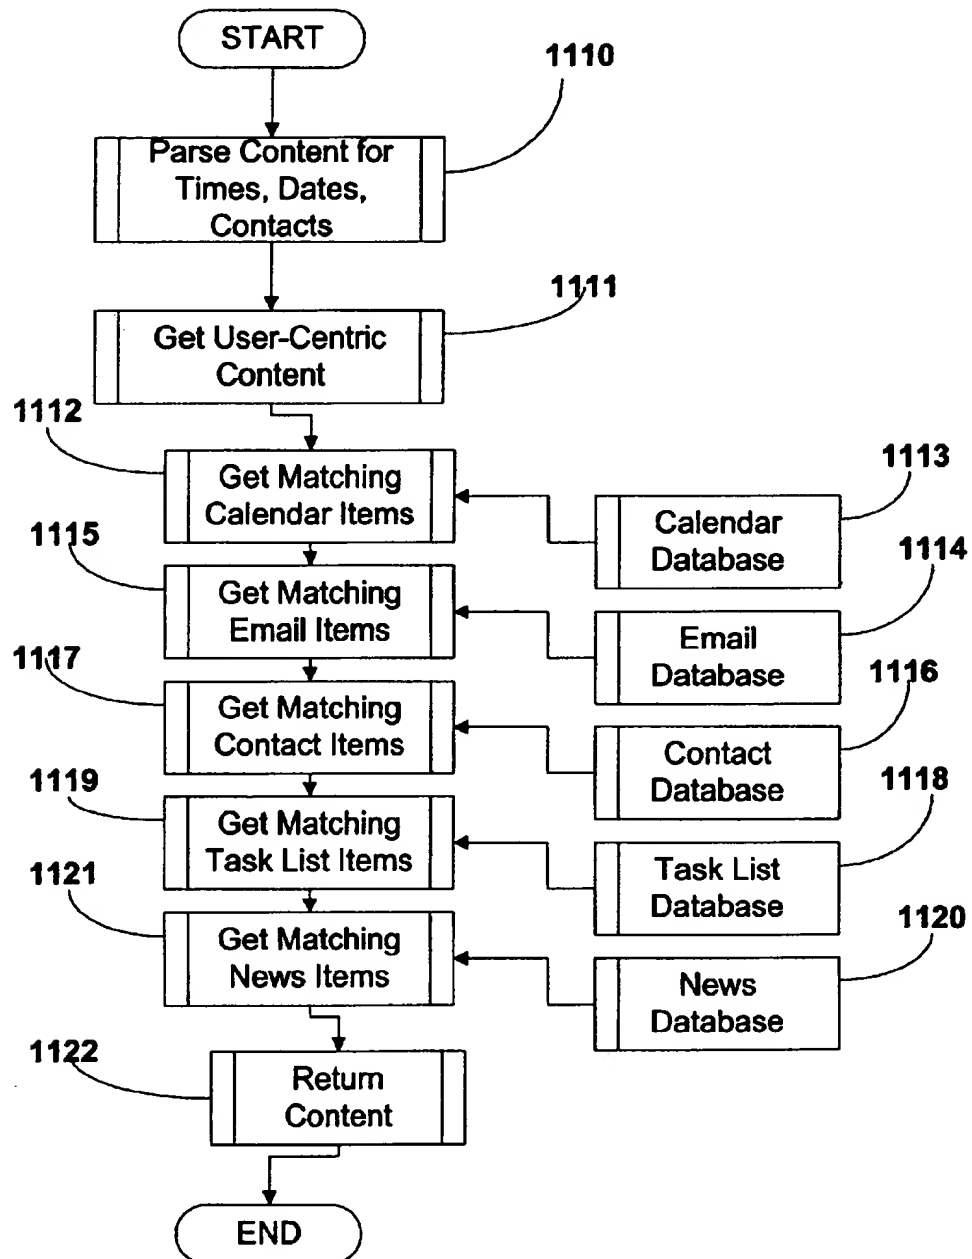 START
1110
Parse Content for
Times, Dates,
Contacts
1111
Get User-Centric
Content
1112
Get Matching
Calendar Items
1113
Calendar
Database
1115
Get Matching
Email Items
1114
Email
Database
1117
Get Matching
Contact Items
1116
Contact
Database
1119
Get Matching
Task List Items
1118
Task List
Database
1121
Get Matching
News Items
1120
News
Database
1122
Return
Content
END